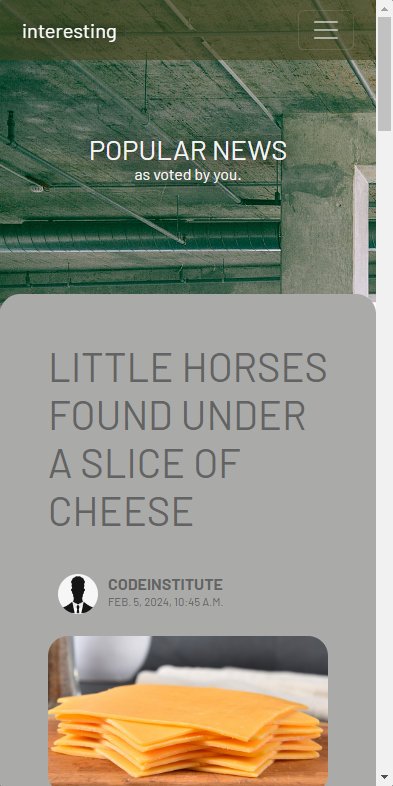 interesting
POPULAR NEWS
as voted by you.
LITTLE HORSES
FOUND UNDER
A SLICE OF
CHEESE
CODEINSTITUTE
FEB. 5, 2024, 10:45 A.M.